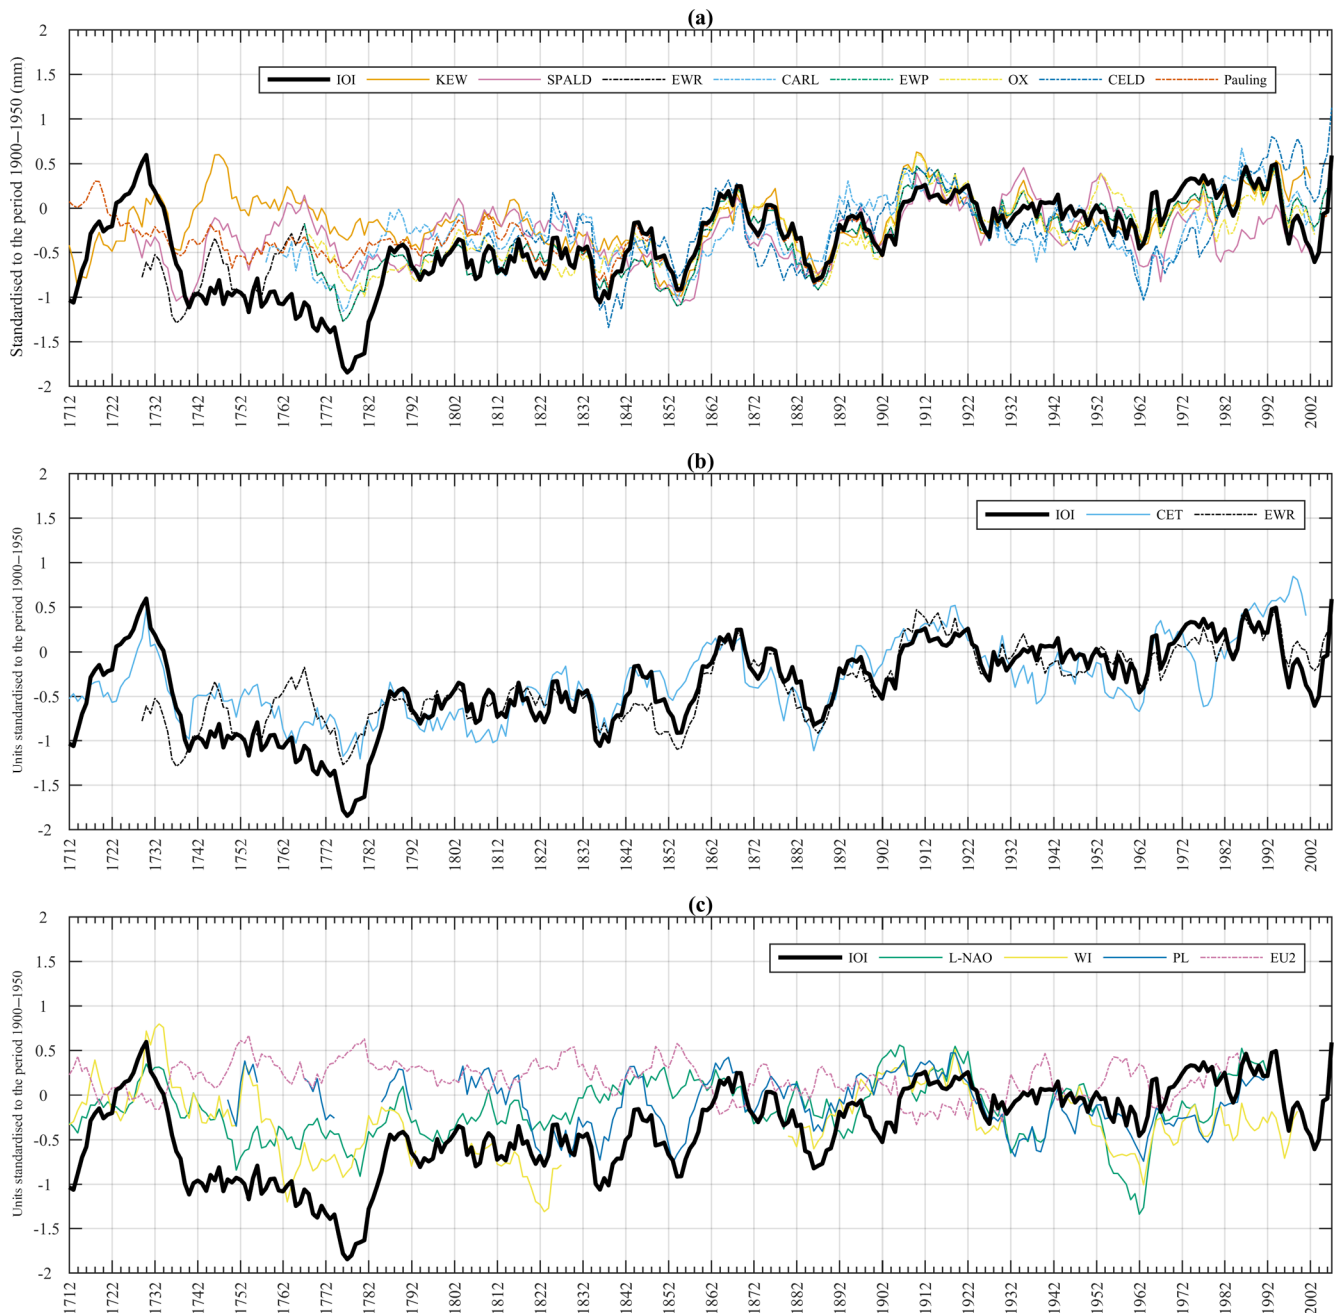 (a)
Standardised to the period 1900–1950 (mm)
2
1.5
1
0.5
0
-0.5
-1
-1.5
-2
IOI KEW SPALD EWR CARL EWP OX CELD Pauling
1712 1722 1732 1742 1752 1762 1772 1782 1792 1802 1812 1822 1832 1842 1852 1862 1872 1882 1892 1902 1912 1922 1932 1942 1952 1962 1972 1982 1992 2002
(b)
Units standardised to the period 1900–1950
2
1.5
1
0.5
0
-0.5
-1
-1.5
-2
IOI CET EWR
1712 1722 1732 1742 1752 1762 1772 1782 1792 1802 1812 1822 1832 1842 1852 1862 1872 1882 1892 1902 1912 1922 1932 1942 1952 1962 1972 1982 1992 2002
(c)
Units standardised to the period 1900–1950
2
1.5
1
0.5
0
-0.5
-1
-1.5
-2
IOI L-NAO WI PL EU2
1712 1722 1732 1742 1752 1762 1772 1782 1792 1802 1812 1822 1832 1842 1852 1862 1872 1882 1892 1902 1912 1922 1932 1942 1952 1962 1972 1982 1992 2002